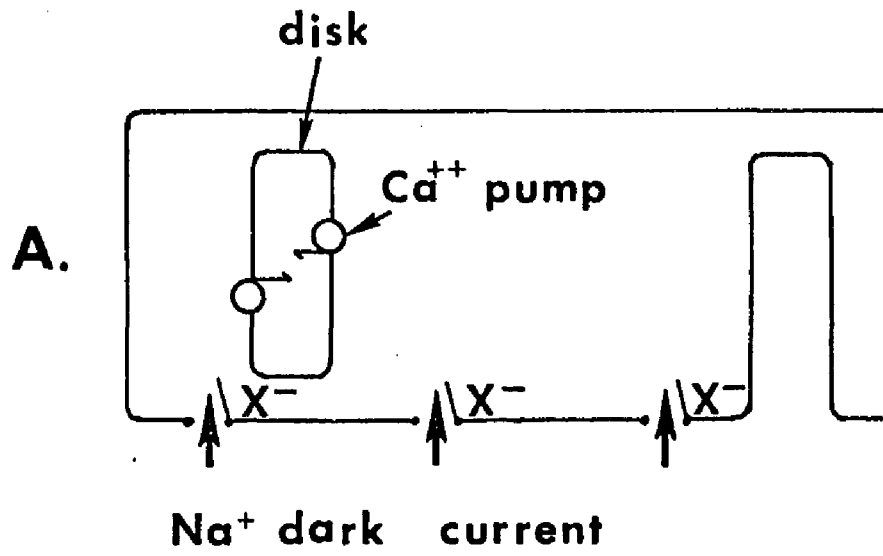 disk
Ca++ pump
A.
X− X− X−
Na+ dark current